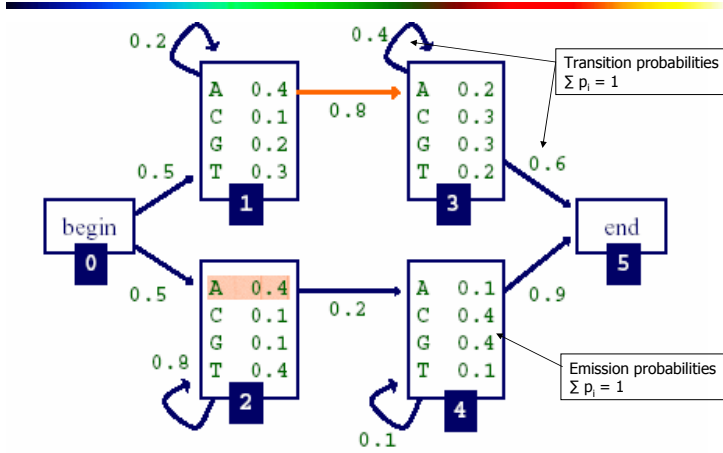 0.2
0.4
Transition probabilities
Σ pᵢ = 1
A 0.4
C 0.1
G 0.2
T 0.3
1
0.8
A 0.2
C 0.3
G 0.3
T 0.2
3
0.5
0.6
begin
0
end
5
0.5
A 0.4
C 0.1
G 0.1
T 0.4
2
0.2
A 0.1
C 0.4
G 0.4
T 0.1
4
0.9
0.8
0.1
Emission probabilities
Σ pᵢ = 1